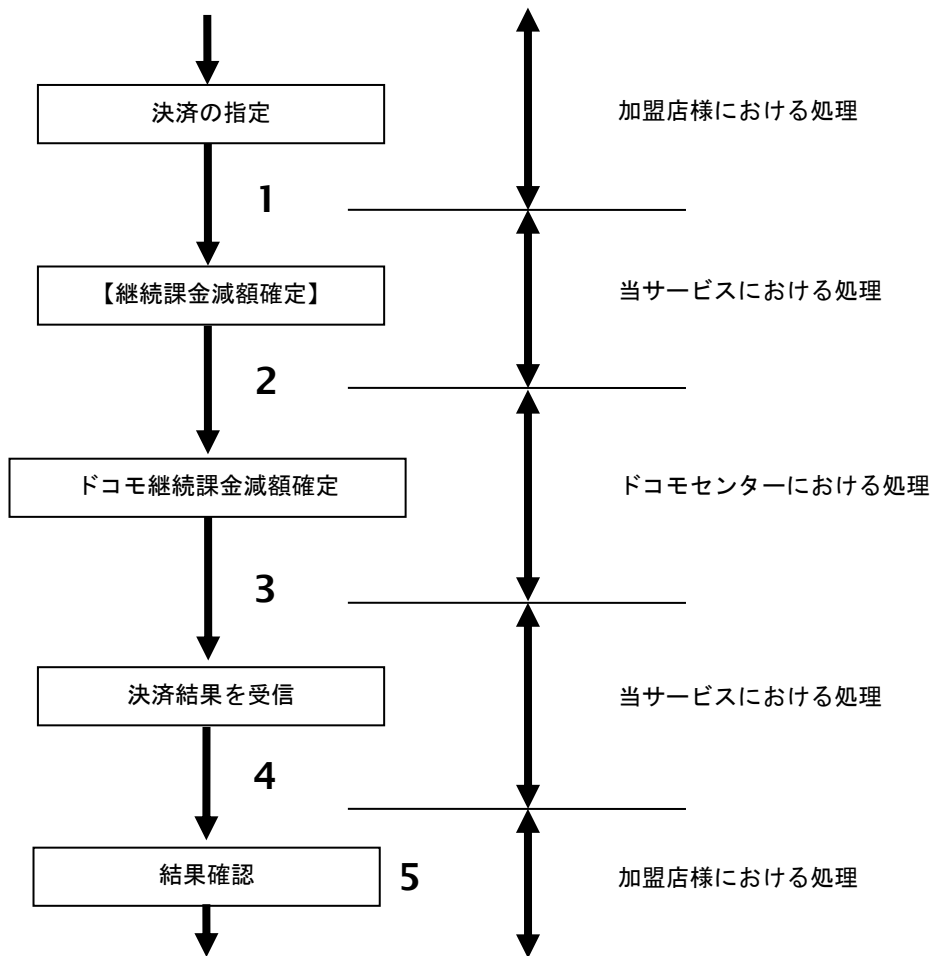 決済の指定
加盟店様における処理
1
【継続課金減額確定】
当サービスにおける処理
2
ドコモ継続課金減額確定
ドコモセンターにおける処理
3
決済結果を受信
当サービスにおける処理
4
結果確認
5
加盟店様における処理